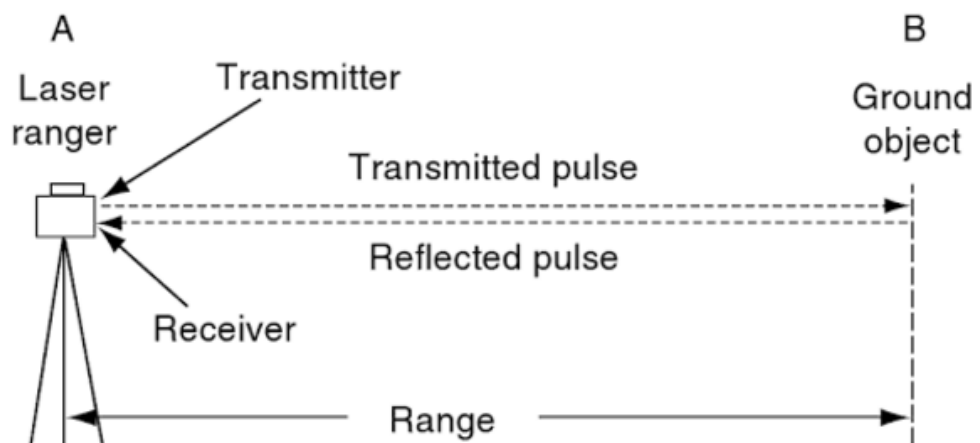 A
Laser
ranger
Transmitter
B
Ground
object
Transmitted pulse
Reflected pulse
Receiver
Range